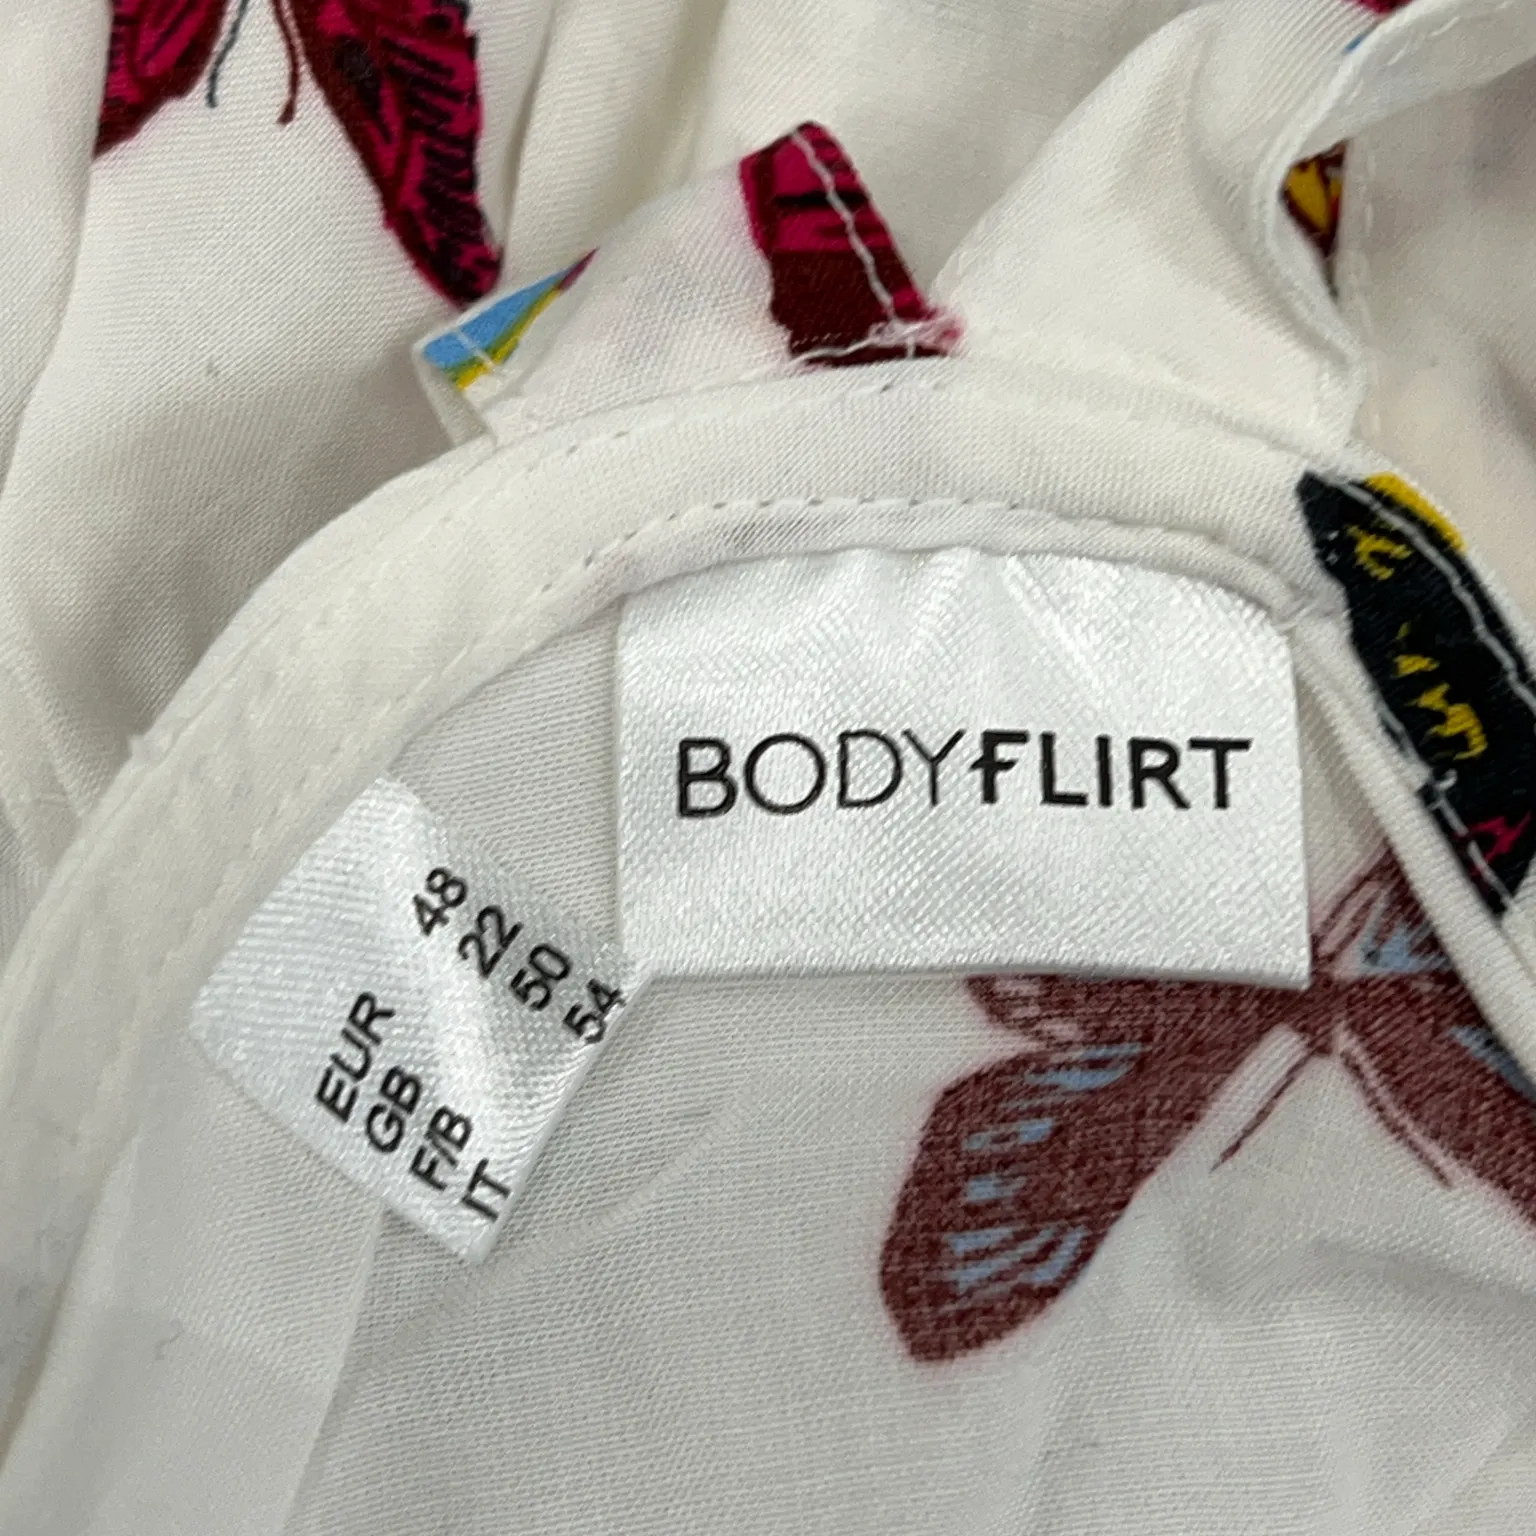 BODYFLIRT
EUR 48
GB 22
F/B 50
IT 54